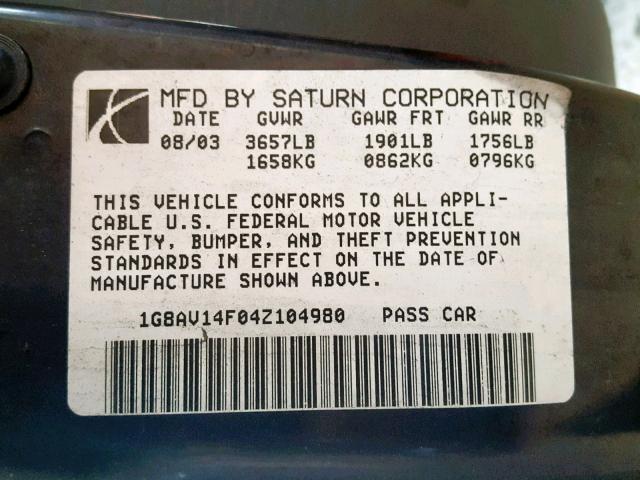 MFD BY SATURN CORPORATION
DATE GVWR GAWR FRT GAWR RR
08/03 3657LB 1901LB 1756LB
1658KG 0862KG 0796KG
THIS VEHICLE CONFORMS TO ALL APPLI-
CABLE U.S. FEDERAL MOTOR VEHICLE
SAFETY, BUMPER, AND THEFT PREVENTION
STANDARDS IN EFFECT ON THE DATE OF
MANUFACTURE SHOWN ABOVE.
1G8AV14F04Z104980 PASS CAR